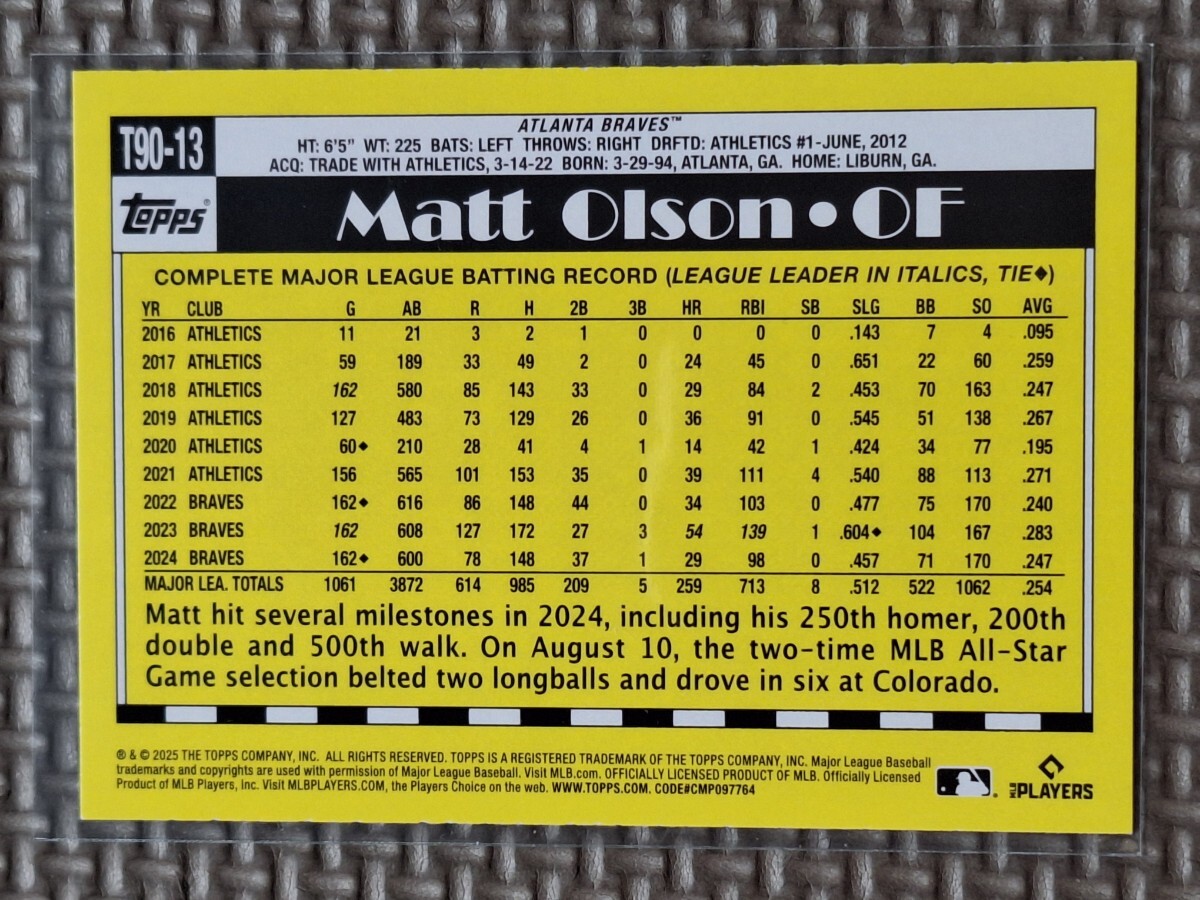 T90-13
ATLANTA BRAVES™
HT: 6'5" WT: 225 BATS: LEFT THROWS: RIGHT DRFTD: ATHLETICS #1-JUNE, 2012
ACQ: TRADE WITH ATHLETICS, 3-14-22 BORN: 3-29-94, ATLANTA, GA. HOME: LIBURN, GA.
TOPPS®
Matt Olson • OF
COMPLETE MAJOR LEAGUE BATTING RECORD (LEAGUE LEADER IN ITALICS, TIE◆)
YR CLUB G AB R H 2B 3B HR RBI SB SLG BB SO AVG
2016 ATHLETICS 11 21 3 2 1 0 0 0 0 .143 7 4 .095
2017 ATHLETICS 59 189 33 49 2 0 24 45 0 .651 22 60 .259
2018 ATHLETICS 162 580 85 143 33 0 29 84 2 .453 70 163 .247
2019 ATHLETICS 127 483 73 129 26 0 36 91 0 .545 51 138 .267
2020 ATHLETICS 60◆ 210 28 41 4 1 14 42 1 .424 34 77 .195
2021 ATHLETICS 156 565 101 153 35 0 39 111 4 .540 88 113 .271
2022 BRAVES 162◆ 616 86 148 44 0 34 103 0 .477 75 170 .240
2023 BRAVES 162 608 127 172 27 3 54 139 1 .604◆ 104 167 .283
2024 BRAVES 162◆ 600 78 148 37 1 29 98 0 .457 71 170 .247
MAJOR LEA. TOTALS 1061 3872 614 985 209 5 259 713 8 .512 522 1062 .254
Matt hit several milestones in 2024, including his 250th homer, 200th
double and 500th walk. On August 10, the two-time MLB All-Star
Game selection belted two longballs and drove in six at Colorado.
® & © 2025 THE TOPPS COMPANY, INC. ALL RIGHTS RESERVED. TOPPS IS A REGISTERED TRADEMARK OF THE TOPPS COMPANY, INC. Major League Baseball
trademarks and copyrights are used with permission of Major League Baseball. Visit MLB.com. OFFICIALLY LICENSED PRODUCT OF MLB. Officially Licensed
Product of MLB Players, Inc. Visit MLBPLAYERS.COM, the Players Choice on the web. WWW.TOPPS.COM. CODE#CMP097764
MLB PLAYERS